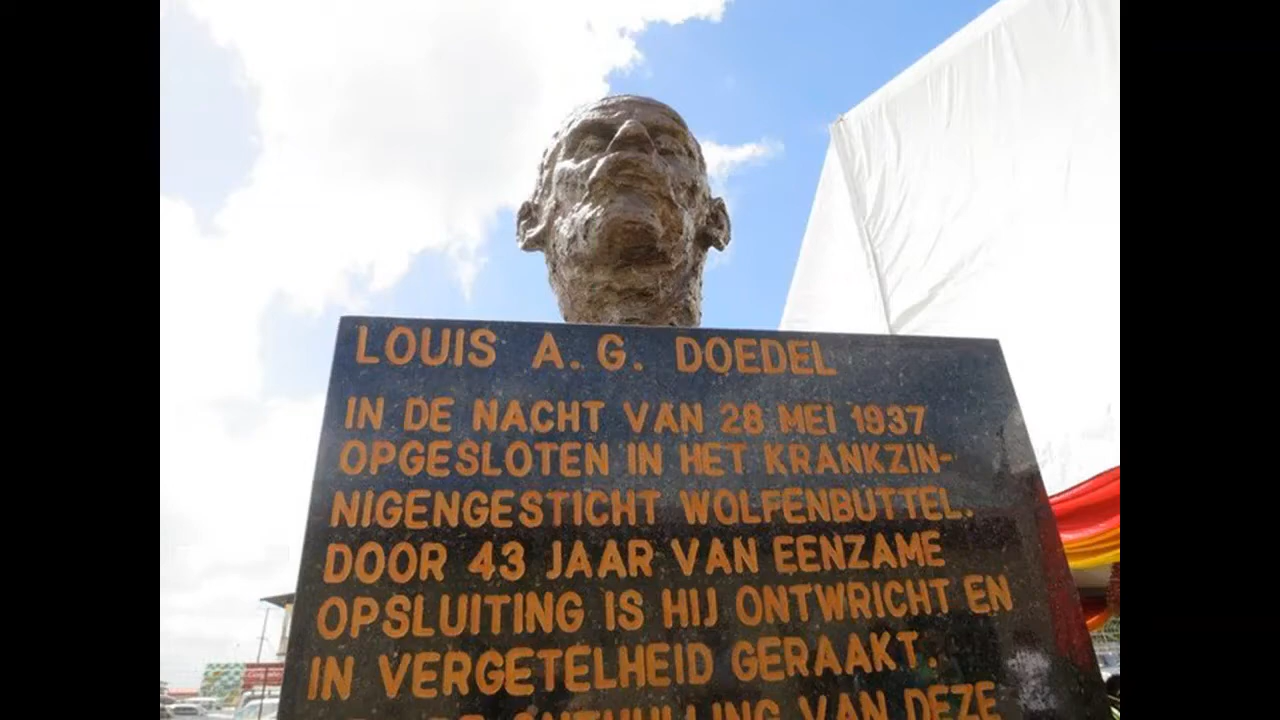 LOUIS A. G. DOEDEL
IN DE NACHT VAN 28 MEI 1937
OPGESLOTEN IN HET KRANKZIN-
NIGENGESTICHT WOLFENBUTTEL.
DOOR 43 JAAR VAN EENZAME
OPSLUITING IS HIJ ONTWRICHT EN
IN VERGETELHEID GERAAKT.
ONTHULLING VAN DEZE